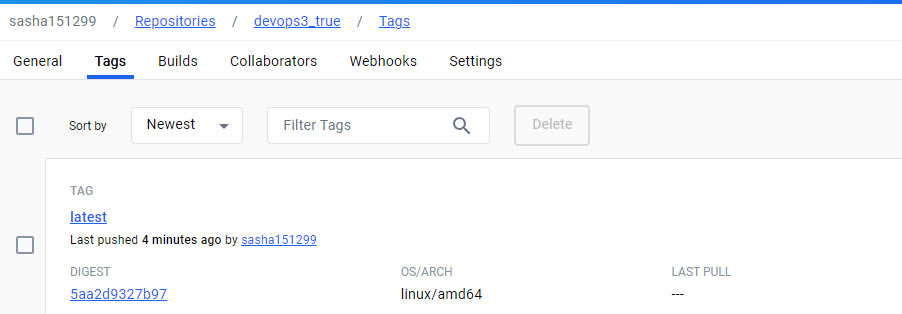 sasha151299 / Repositories / devops3_true / Tags
General Tags Builds Collaborators Webhooks Settings
Sort by Newest Filter Tags Delete
TAG
latest
Last pushed 4 minutes ago by sasha151299
DIGEST OS/ARCH LAST PULL
5aa2d9327b97 linux/amd64 ---